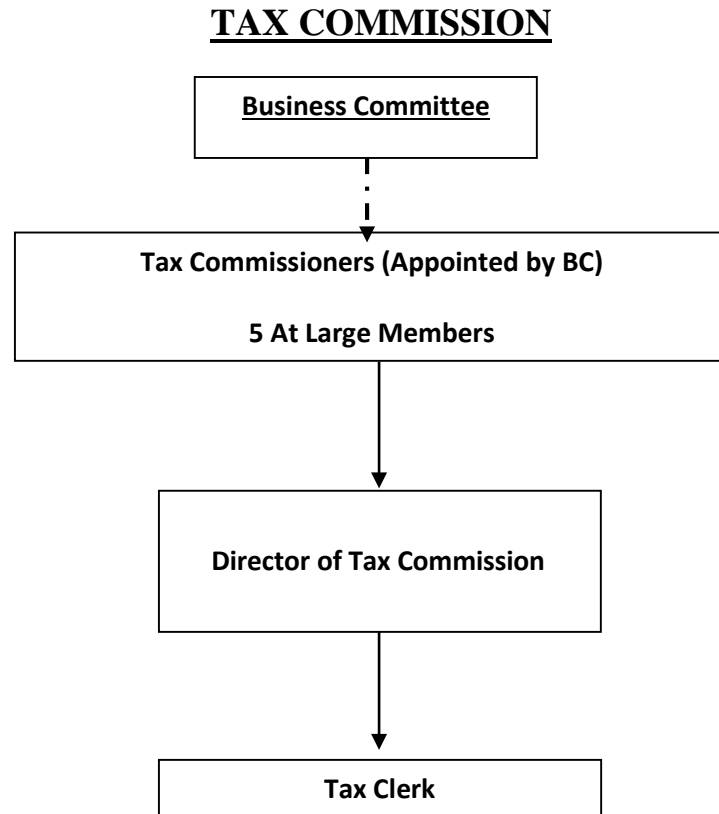 TAX COMMISSION
Business Committee
Tax Commissioners (Appointed by BC)
5 At Large Members
Director of Tax Commission
Tax Clerk